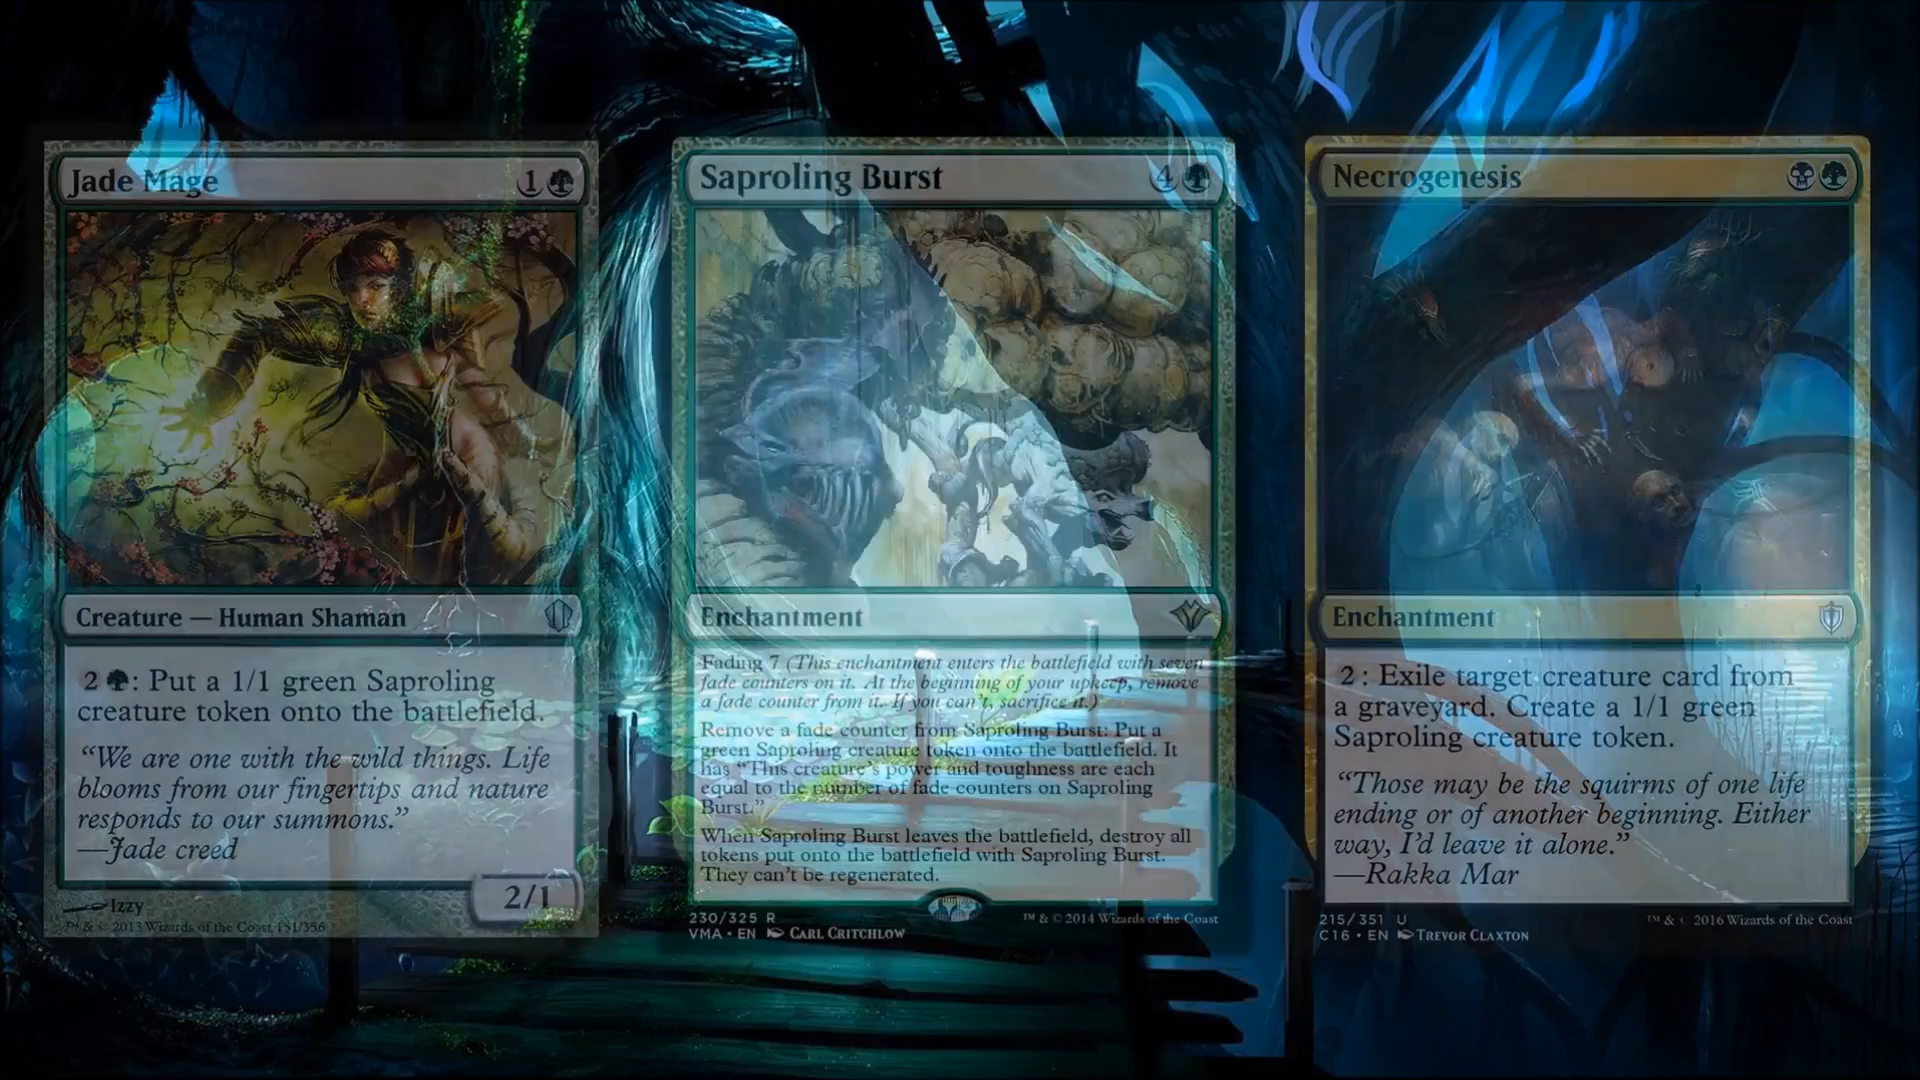 Jade Mage
1
Creature — Human Shaman
2 : Put a 1/1 green Saproling
creature token onto the battlefield.
“We are one with the wild things. Life
blooms from our fingertips and nature
responds to our summons.”
—Jade creed
2/1
Izzy
™ & © 2013 Wizards of the Coast 151/356
Saproling Burst
4
Enchantment
Fading 7 (This enchantment enters the battlefield with seven
fade counters on it. At the beginning of your upkeep, remove
a fade counter from it. If you can’t, sacrifice it.)
Remove a fade counter from Saproling Burst: Put a
green Saproling creature token onto the battlefield. It
has “This creature’s power and toughness are each
equal to the number of fade counters on Saproling
Burst.”
When Saproling Burst leaves the battlefield, destroy all
tokens put onto the battlefield with Saproling Burst.
They can’t be regenerated.
230/325 R
VMA • EN CARL CRITCHLOW
™ & © 2014 Wizards of the Coast
Necrogenesis
Enchantment
2 : Exile target creature card from
a graveyard. Create a 1/1 green
Saproling creature token.
“Those may be the squirms of one life
ending or of another beginning. Either
way, I’d leave it alone.”
—Rakka Mar
215/351 U
C16 • EN TREVOR CLAXTON
™ & © 2016 Wizards of the Coast